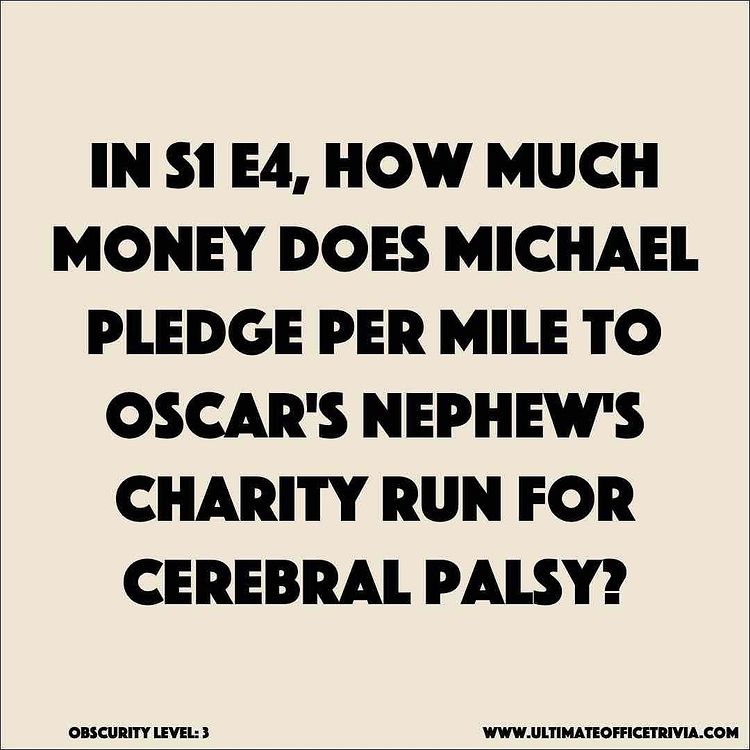 IN S1 E4, HOW MUCH
MONEY DOES MICHAEL
PLEDGE PER MILE TO
OSCAR'S NEPHEW'S
CHARITY RUN FOR
CEREBRAL PALSY?
OBSCURITY LEVEL: 3
WWW.ULTIMATEOFFICETRIVIA.COM